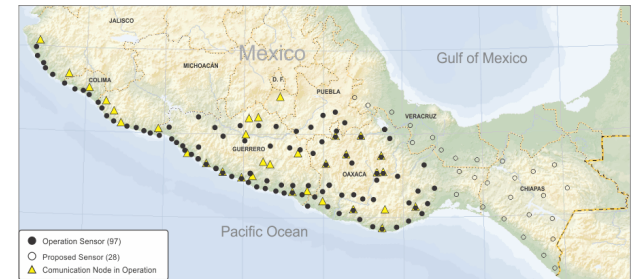 JALISCO
Mexico
Gulf of Mexico
MICHOACÁN
COLIMA
D. F.
PUEBLA
VERACRUZ
GUERRERO
OAXACA
CHIAPAS
Pacific Ocean
Operation Sensor (97)
Proposed Sensor (28)
Comunication Node in Operation